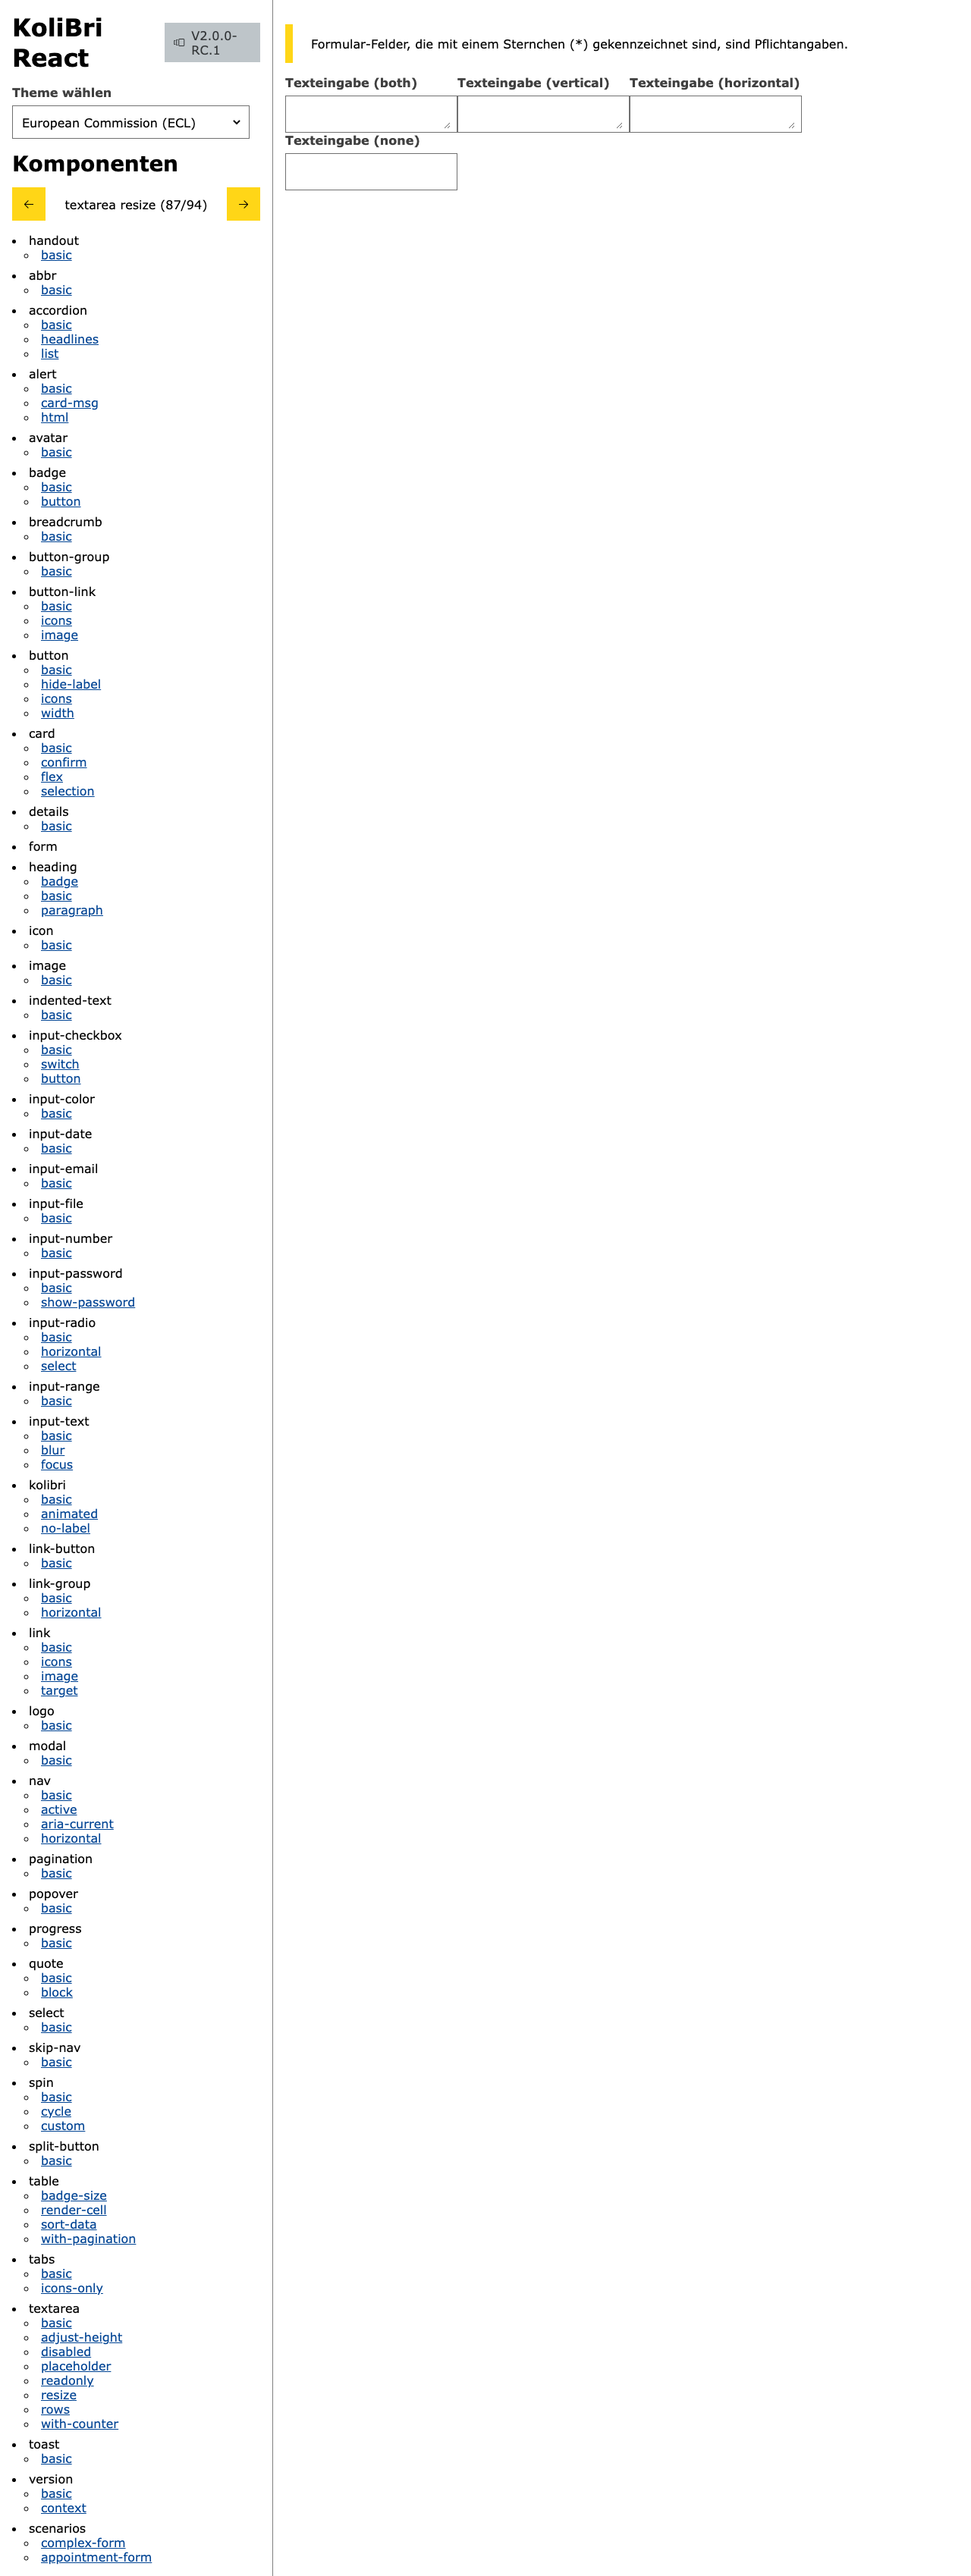 KoliBri
React
V2.0.0-
RC.1
Theme wählen
European Commission (ECL)
Komponenten
textarea resize (87/94)
handout
basic
abbr
basic
accordion
basic
headlines
list
alert
basic
card-msg
html
avatar
basic
badge
basic
button
breadcrumb
basic
button-group
basic
button-link
basic
icons
image
button
basic
hide-label
icons
width
card
basic
confirm
flex
selection
details
basic
form
heading
badge
basic
paragraph
icon
basic
image
basic
indented-text
basic
input-checkbox
basic
switch
button
input-color
basic
input-date
basic
input-email
basic
input-file
basic
input-number
basic
input-password
basic
show-password
input-radio
basic
horizontal
select
input-range
basic
input-text
basic
blur
focus
kolibri
basic
animated
no-label
link-button
basic
link-group
basic
horizontal
link
basic
icons
image
target
logo
basic
modal
basic
nav
basic
active
aria-current
horizontal
pagination
basic
popover
basic
progress
basic
quote
basic
block
select
basic
skip-nav
basic
spin
basic
cycle
custom
split-button
basic
table
badge-size
render-cell
sort-data
with-pagination
tabs
basic
icons-only
textarea
basic
adjust-height
disabled
placeholder
readonly
resize
rows
with-counter
toast
basic
version
basic
context
scenarios
complex-form
appointment-form
Formular-Felder, die mit einem Sternchen (*) gekennzeichnet sind, sind Pflichtangaben.
Texteingabe (both) Texteingabe (vertical) Texteingabe (horizontal)
Texteingabe (none)